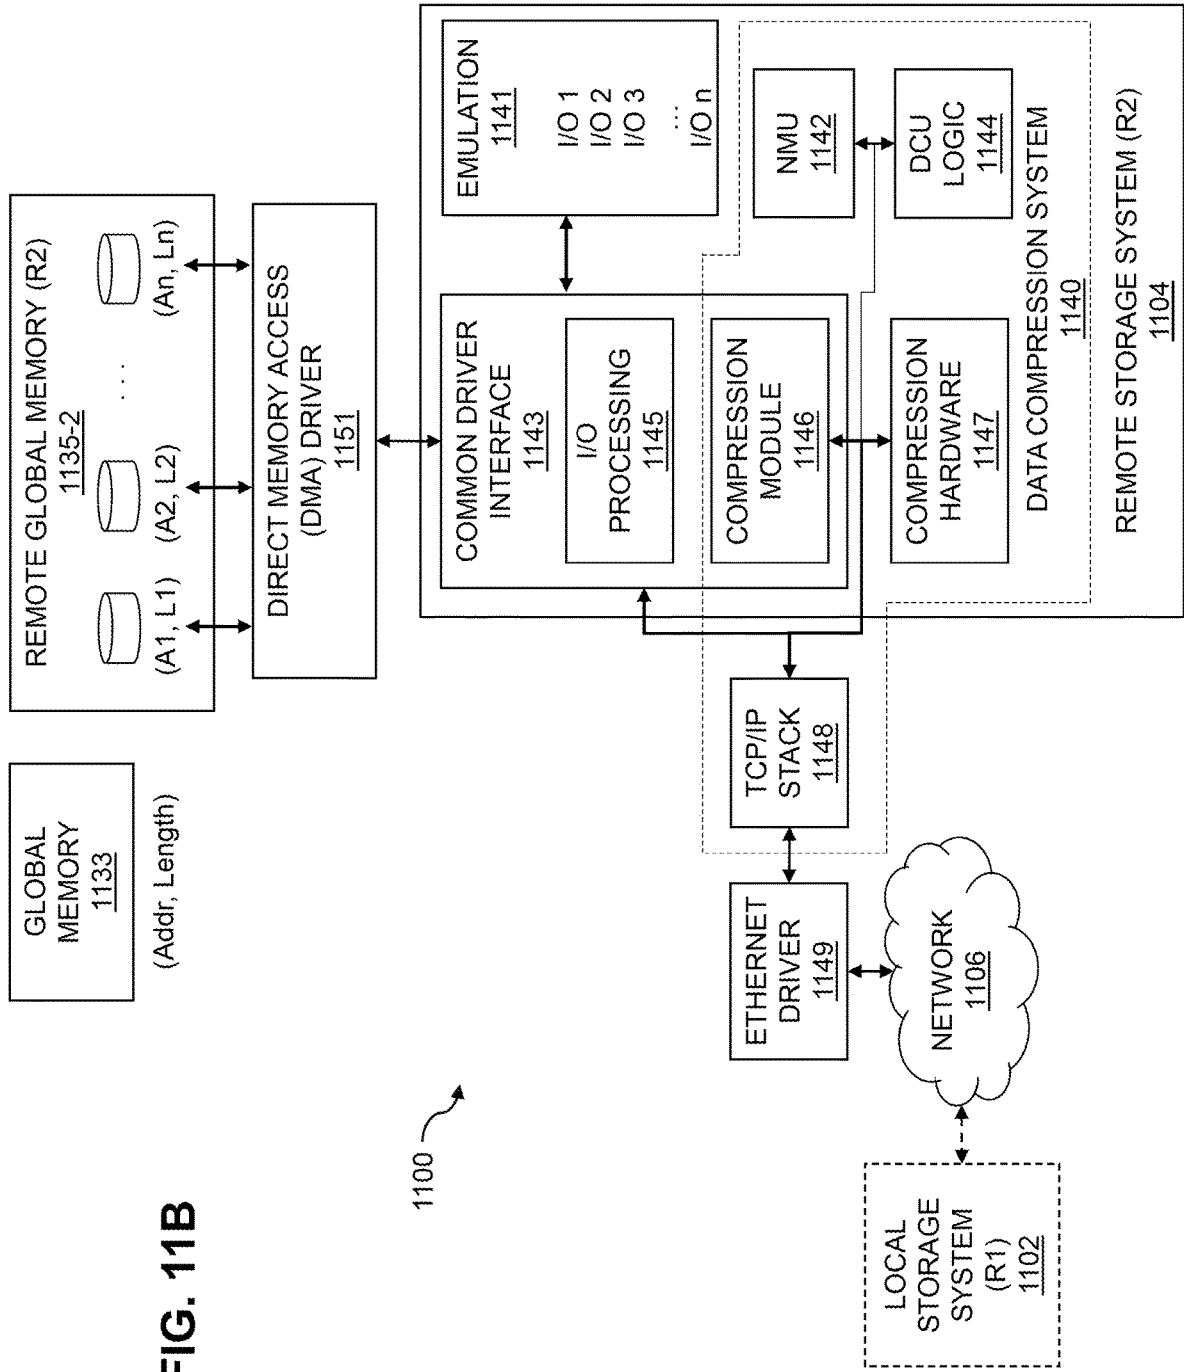 FIG. 11B
1100
GLOBAL
MEMORY
1133
(Addr, Length)
REMOTE GLOBAL MEMORY (R2)
1135-2
(A1, L1)
(A2, L2)
...
(An, Ln)
DIRECT MEMORY ACCESS
(DMA) DRIVER
1151
COMMON DRIVER
INTERFACE
1143
I/O
PROCESSING
1145
COMPRESSION
MODULE
1146
EMULATION
1141
I/O 1
I/O 2
I/O 3
...
I/O n
NMU
1142
DCU
LOGIC
1144
COMPRESSION
HARDWARE
1147
DATA COMPRESSION SYSTEM
1140
REMOTE STORAGE SYSTEM (R2)
1104
TCP/IP
STACK
1148
ETHERNET
DRIVER
1149
NETWORK
1106
LOCAL
STORAGE
SYSTEM
(R1)
1102